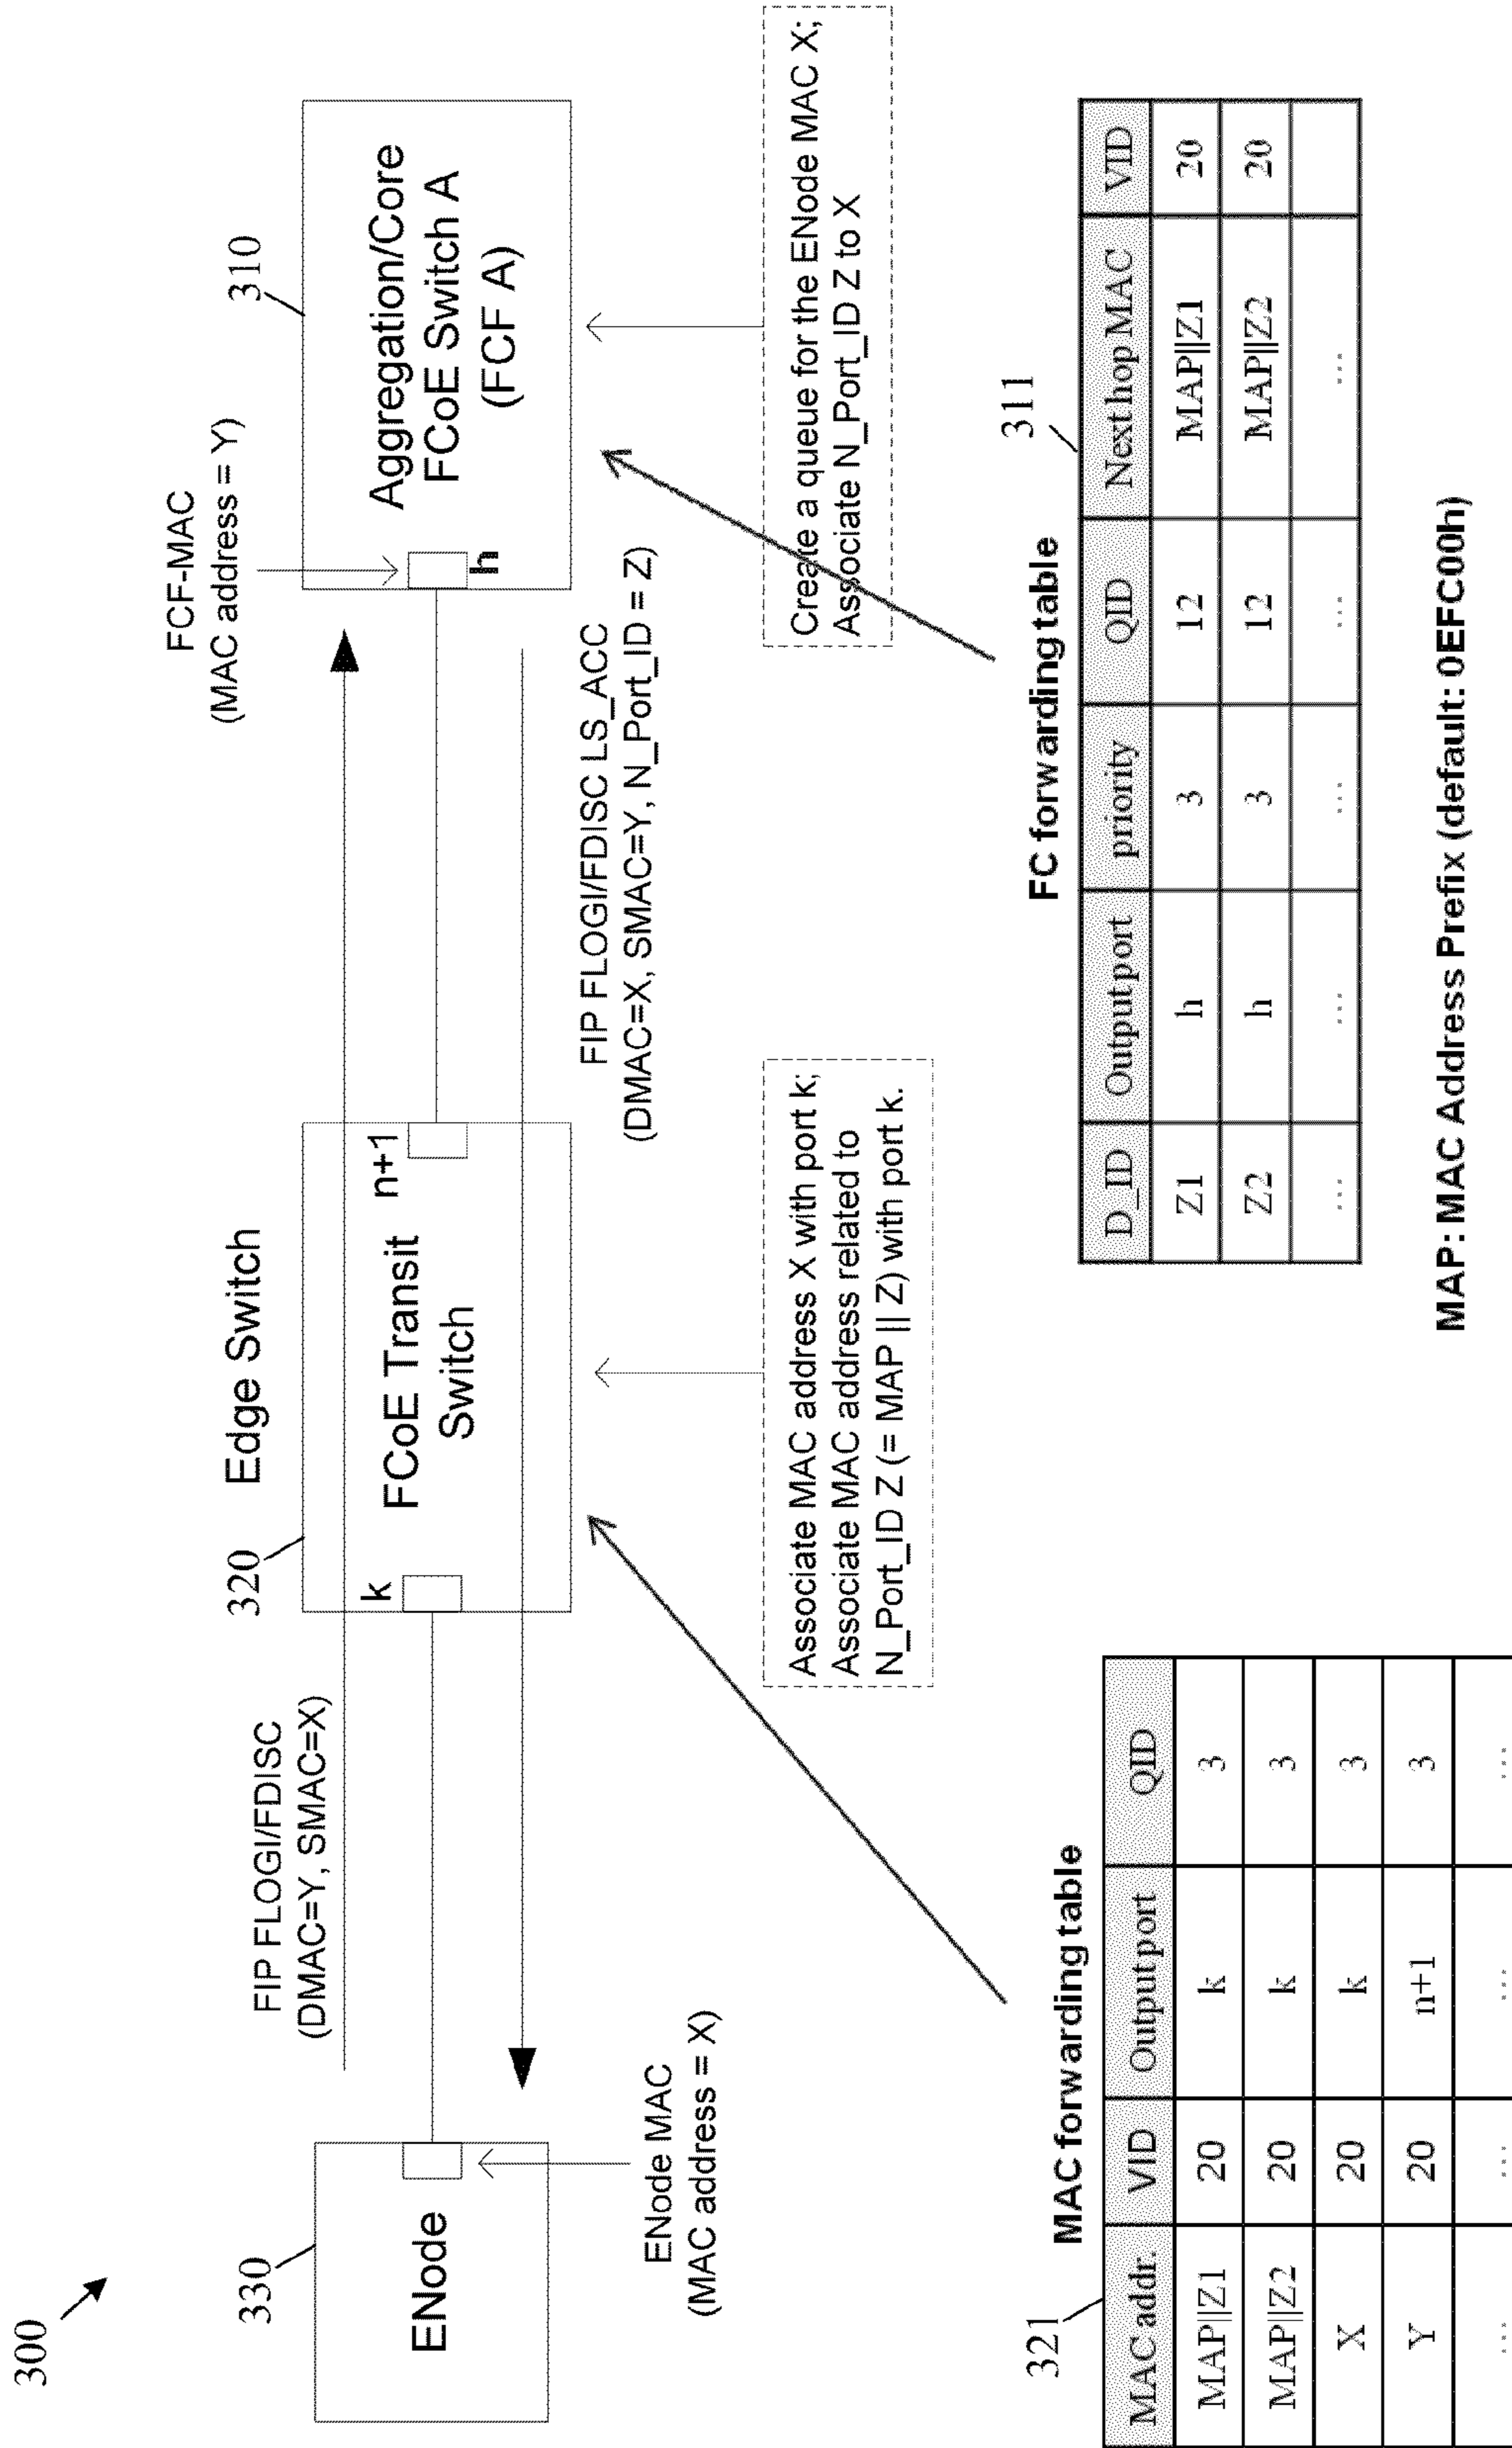 300
330
ENode
ENode MAC
(MAC address = X)
FIP FLOGI/FDISC
(DMAC=Y, SMAC=X)
320
Edge Switch
k
FCoE Transit
Switch
n+1
FIP FLOGI/FDISC LS_ACC
(DMAC=X, SMAC=Y, N_Port_ID = Z)
FCF-MAC
(MAC address = Y)
310
h
Aggregation/Core
FCoE Switch A
(FCF A)
Associate MAC address X with port k;
Associate MAC address related to
N_Port_ID Z (= MAP || Z) with port k.
Create a queue for the ENode MAC X;
Associate N_Port_ID Z to X
321
MAC forwarding table
MAC addr. VID Output port QID
MAP||Z1 20 k 3
MAP||Z2 20 k 3
X 20 k 3
Y 20 n+1 3
... ... ... ...
311
FC forwarding table
D_ID Output port priority QID Next hop MAC VID
Z1 h 3 12 MAP||Z1 20
Z2 h 3 12 MAP||Z2 20
... ... ... ... ...
MAP: MAC Address Prefix (default: 0EFC00h)